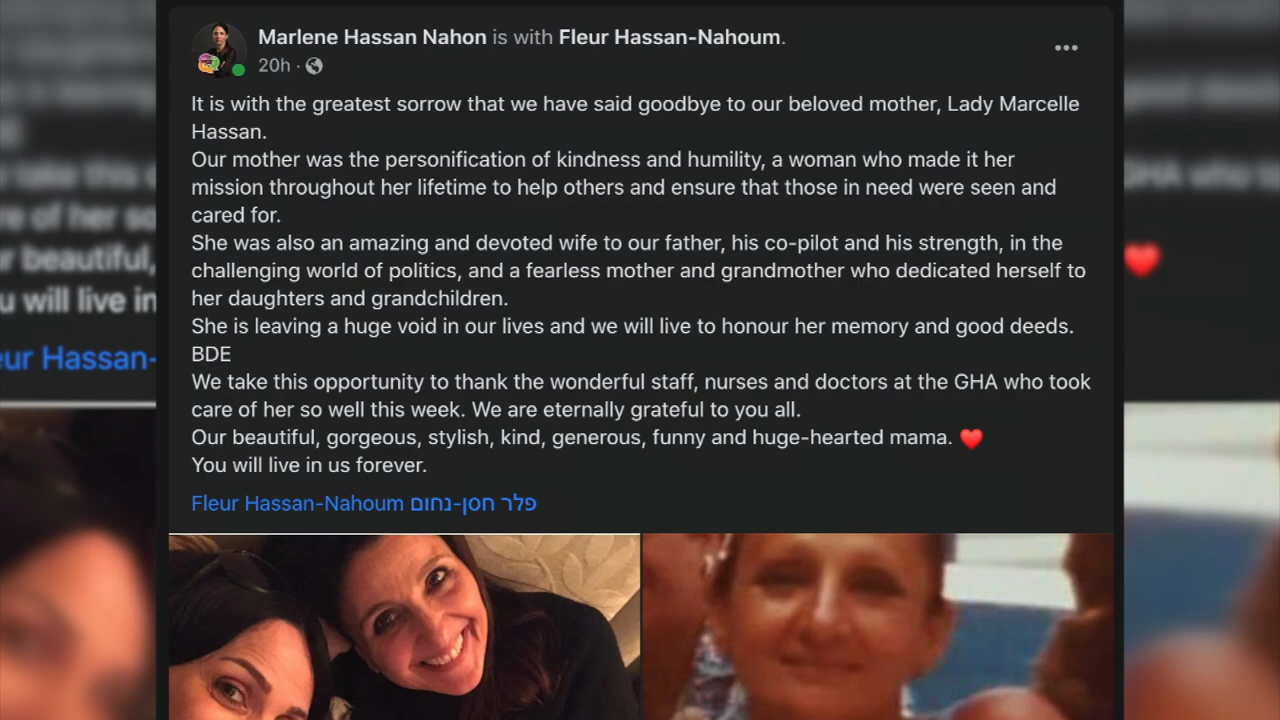 Marlene Hassan Nahon is with Fleur Hassan-Nahoum.
20h ·
It is with the greatest sorrow that we have said goodbye to our beloved mother, Lady Marcelle
Hassan.
Our mother was the personification of kindness and humility, a woman who made it her
mission throughout her lifetime to help others and ensure that those in need were seen and
cared for.
She was also an amazing and devoted wife to our father, his co-pilot and his strength, in the
challenging world of politics, and a fearless mother and grandmother who dedicated herself to
her daughters and grandchildren.
She is leaving a huge void in our lives and we will live to honour her memory and good deeds.
BDE
We take this opportunity to thank the wonderful staff, nurses and doctors at the GHA who took
care of her so well this week. We are eternally grateful to you all.
Our beautiful, gorgeous, stylish, kind, generous, funny and huge-hearted mama. ❤️
You will live in us forever.
Fleur Hassan-Nahoum פלר חסן-נחום